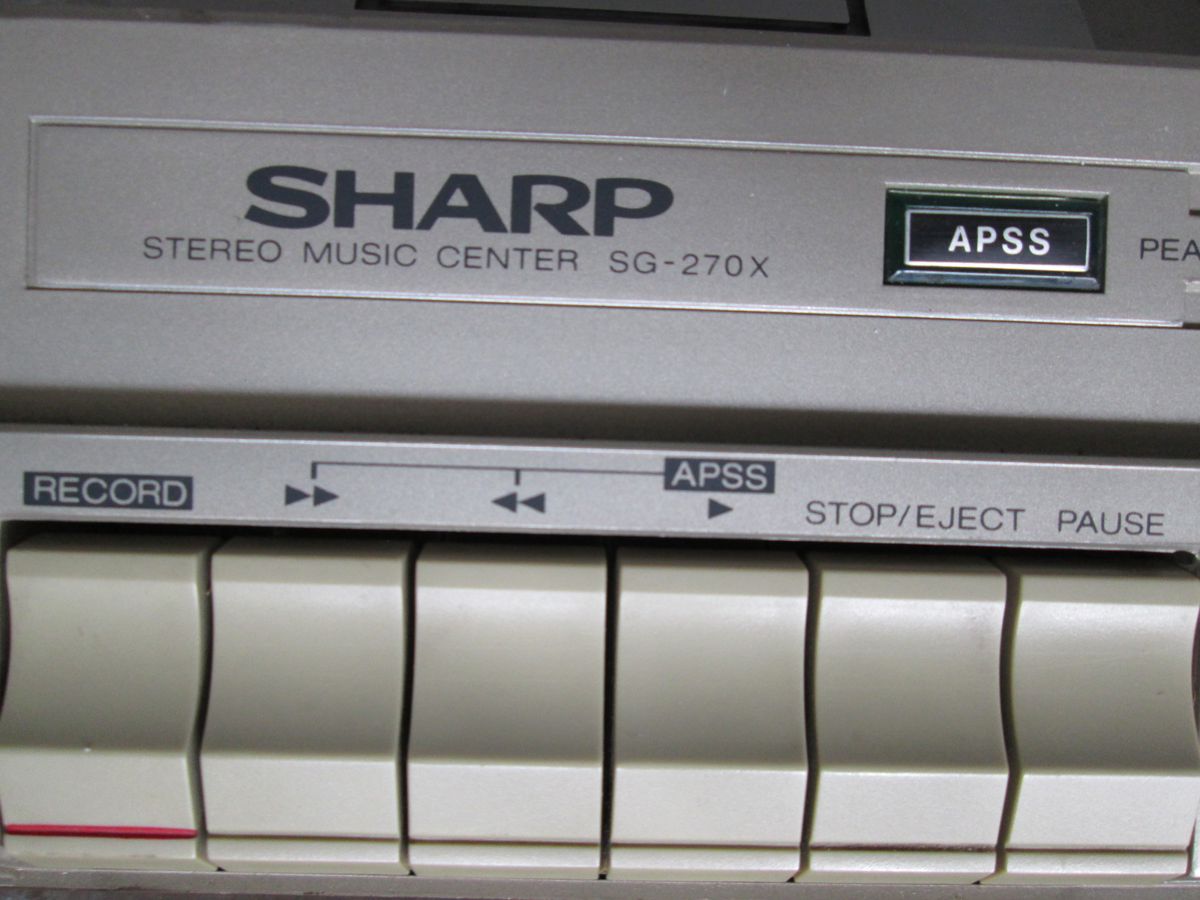 SHARP
STEREO MUSIC CENTER SG-270X
APSS
RECORD
APSS
STOP/EJECT PAUSE